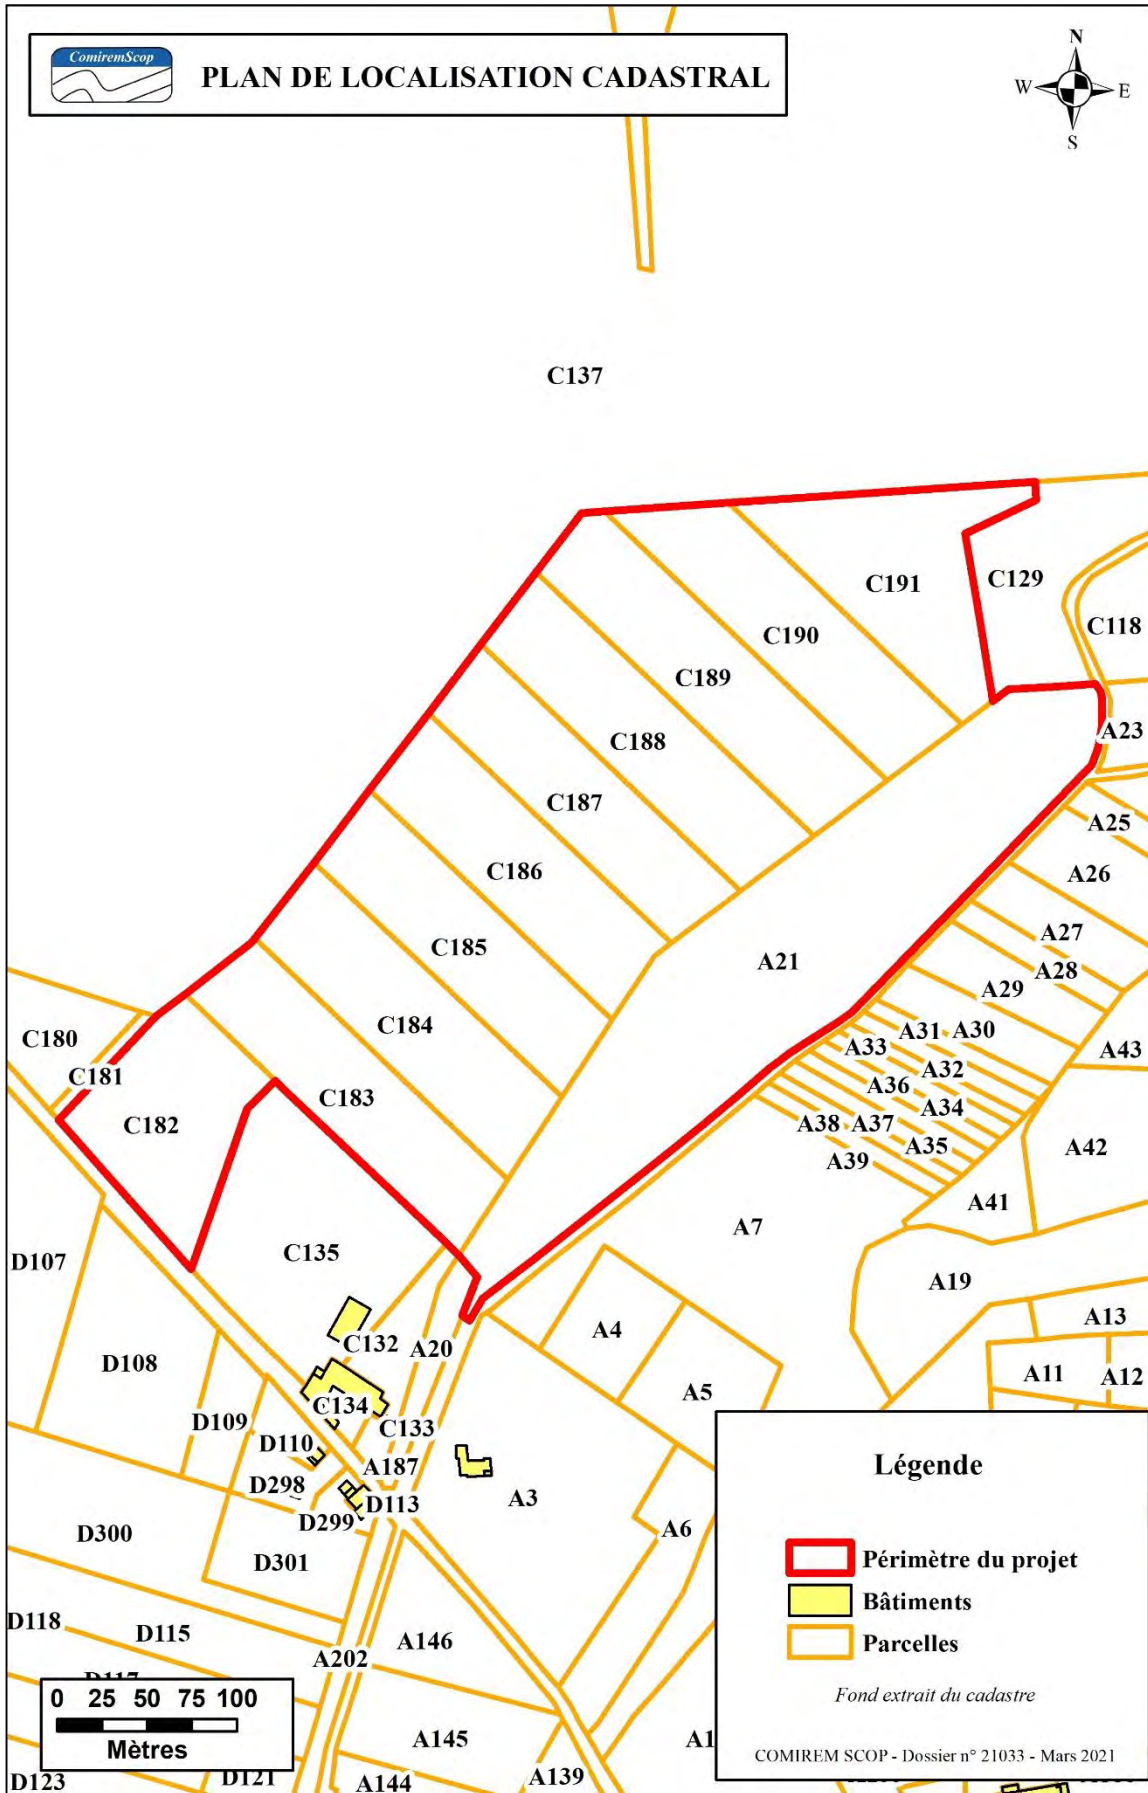 ComiremScop
PLAN DE LOCALISATION CADASTRAL
N
W E
S
C137
C129
C191
C118
C190
C189
A23
C188
C187
A25
C186
A26
A27
C185
A21
A28
A29
C184
A31 A30
C180
A33
A43
C181
A32
C183
A36
A34
C182
A38 A37
A35
A42
A39
A41
A7
C135
D107
A19
A13
A4
C132
A20
D108
A11
A12
A5
C134
D109
C133
D110
A187
D298
A3
D113
D299
A6
D300
D301
D118
D115
A146
A202
D117
A145
A1
D123
D121
A144
A139
0 25 50 75 100
Mètres
Légende
Périmètre du projet
Bâtiments
Parcelles
Fond extrait du cadastre
COMIREM SCOP - Dossier n° 21033 - Mars 2021